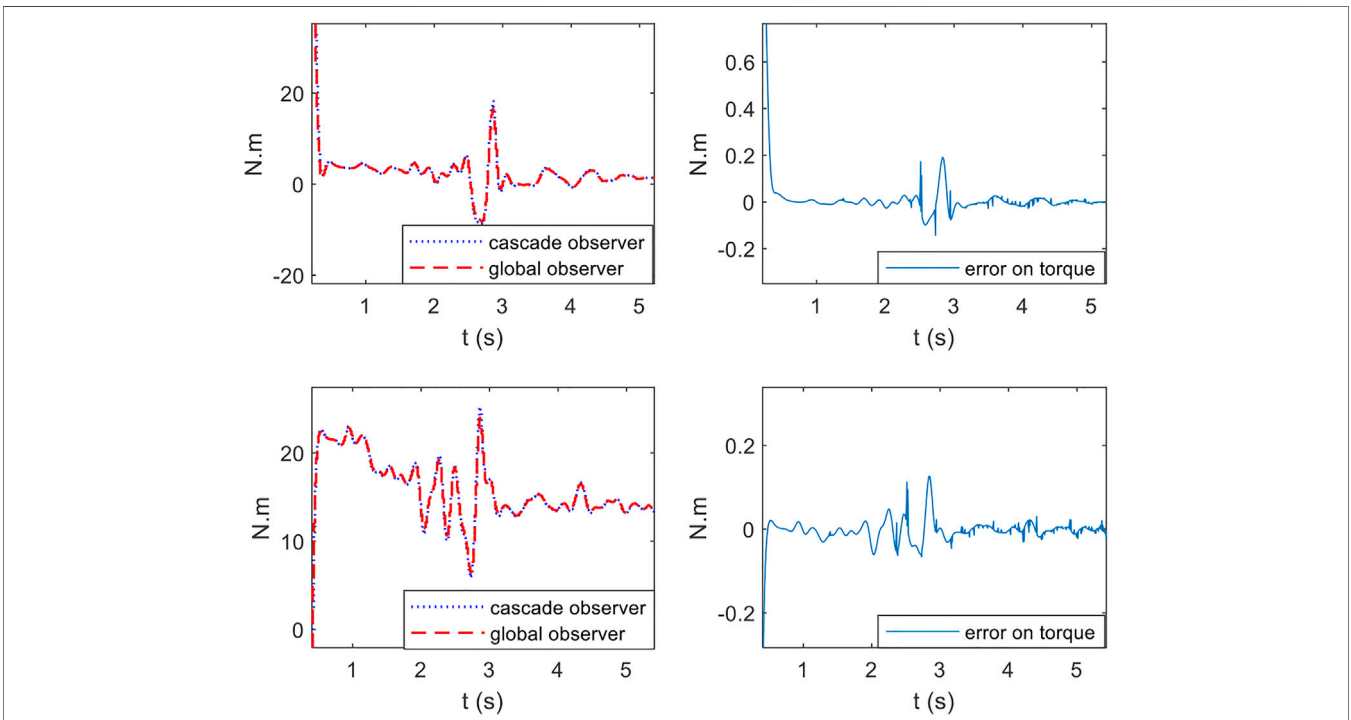 N.m
20
0
-20
cascade observer
global observer
1 2 3 4 5
t (s)
N.m
0.6
0.4
0.2
0
-0.2
error on torque
1 2 3 4 5
t (s)
N.m
20
10
0
cascade observer
global observer
1 2 3 4 5
t (s)
N.m
0.2
0
-0.2
error on torque
1 2 3 4 5
t (s)